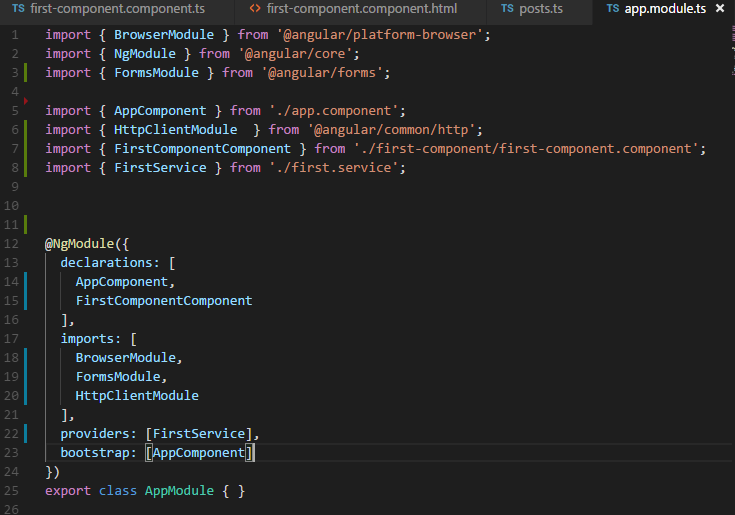 TS first-component.component.ts <> first-component.component.html TS posts.ts TS app.module.ts ×
1 import { BrowserModule } from '@angular/platform-browser';
2 import { NgModule } from '@angular/core';
3 import { FormsModule } from '@angular/forms';
4
5 import { AppComponent } from './app.component';
6 import { HttpClientModule  } from '@angular/common/http';
7 import { FirstComponentComponent } from './first-component/first-component.component';
8 import { FirstService } from './first.service';
9
10
11
12 @NgModule({
13   declarations: [
14     AppComponent,
15     FirstComponentComponent
16   ],
17   imports: [
18     BrowserModule,
19     FormsModule,
20     HttpClientModule
21   ],
22   providers: [FirstService],
23   bootstrap: [AppComponent]
24 })
25 export class AppModule { }
26